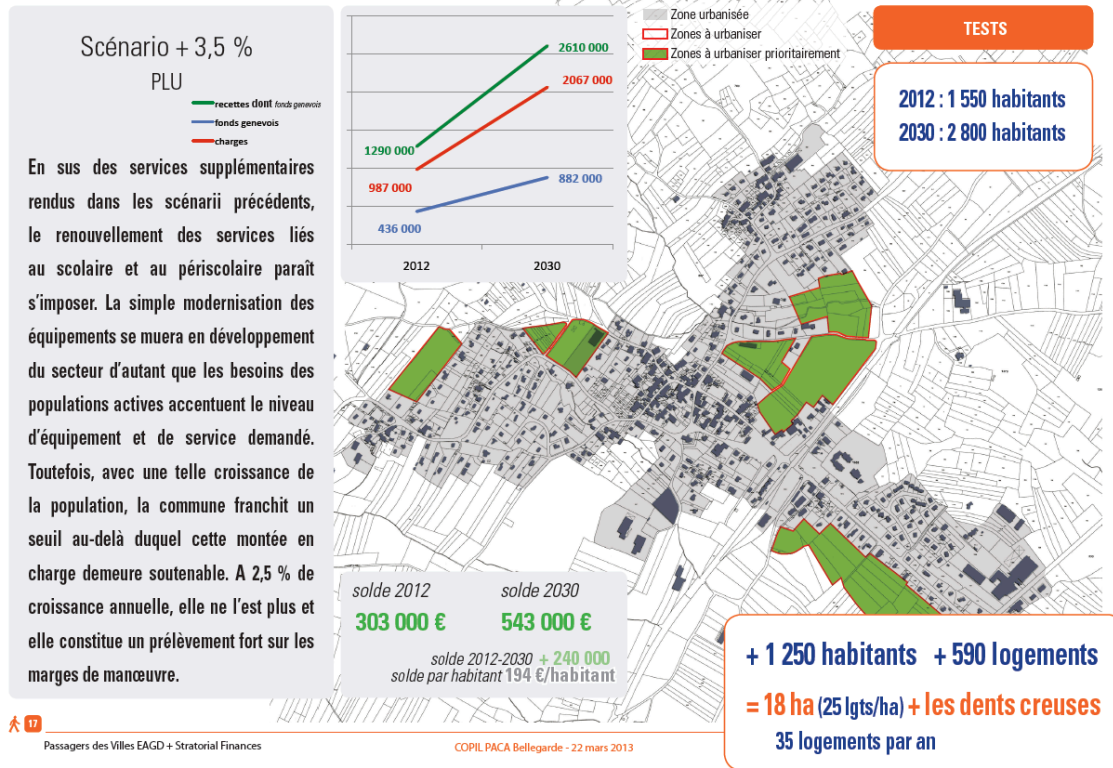 Scénario + 3,5 %
PLU
recettes dont fonds genevois
fonds genevois
charges
En sus des services supplémentaires
rendus dans les scénarii précédents,
le renouvellement des services liés
au scolaire et au périscolaire paraît
s’imposer. La simple modernisation des
équipements se muera en développement
du secteur d’autant que les besoins des
populations actives accentuent le niveau
d’équipement et de service demandé.
Toutefois, avec une telle croissance de
la population, la commune franchit un
seuil au-delà duquel cette montée en
charge demeure soutenable. A 2,5 % de
croissance annuelle, elle ne l’est plus et
elle constitue un prélèvement fort sur les
marges de manœuvre.
2610 000
2067 000
1290 000
987 000
882 000
436 000
2012 2030
Zone urbanisée
Zones à urbaniser
Zones à urbaniser prioritairement
TESTS
2012 : 1 550 habitants
2030 : 2 800 habitants
solde 2012 solde 2030
303 000 € 543 000 €
solde 2012-2030 + 240 000
solde par habitant 194 €/habitant
+ 1 250 habitants + 590 logements
= 18 ha (25 lgts/ha) + les dents creuses
35 logements par an
17
Passagers des Villes EAGD + Stratorial Finances
COPIL PACA Bellegarde - 22 mars 2013